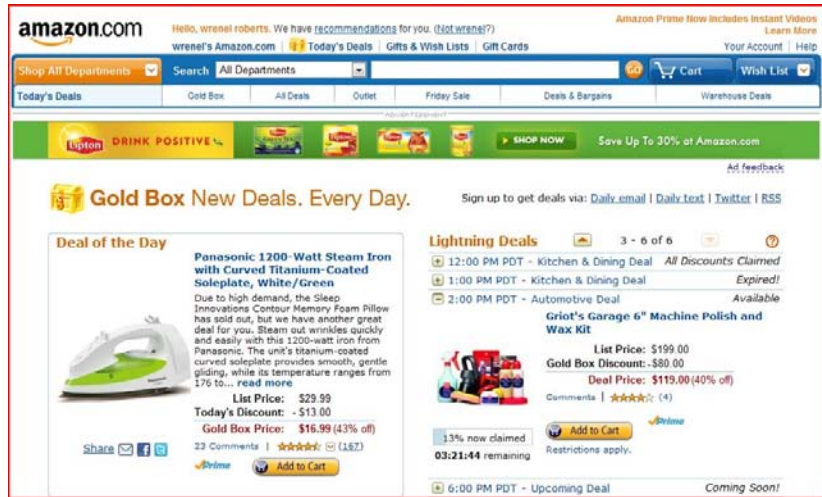 amazon.com
Hello, wrenel roberts. We have recommendations for you. (Not wrenel?)
Amazon Prime Now Includes Instant Videos
Learn More
wrenel's Amazon.com | Today's Deals | Gifts & Wish Lists | Gift Cards
Your Account | Help
Shop All Departments
Search All Departments
GO
Cart
Wish List
Today's Deals
Gold Box
All Deals
Outlet
Friday Sale
Deals & Bargains
Warehouse Deals
ADVERTISEMENT
Lipton DRINK POSITIVE
SHOP NOW
Save Up To 30% at Amazon.com
Ad feedback
Gold Box New Deals. Every Day.
Sign up to get deals via: Daily email | Daily text | Twitter | RSS
Deal of the Day
Panasonic 1200-Watt Steam Iron
with Curved Titanium-Coated
Soleplate, White/Green
Due to high demand, the Sleep
Innovations Contour Memory Foam Pillow
has sold out, but we have another great
deal for you. Steam out wrinkles quickly
and easily with this 1200-watt iron from
Panasonic. The unit's titanium-coated
curved soleplate provides smooth, gentle
gliding, while its temperature ranges from
176 to... read more
List Price: $29.99
Today's Discount: - $13.00
Gold Box Price: $16.99 (43% off)
Share
23 Comments | (167)
Prime
Add to Cart
Lightning Deals
3 - 6 of 6
12:00 PM PDT - Kitchen & Dining Deal All Discounts Claimed
1:00 PM PDT - Kitchen & Dining Deal Expired!
2:00 PM PDT - Automotive Deal Available
Griot's Garage 6" Machine Polish and
Wax Kit
List Price: $199.00
Gold Box Discount: -$80.00
Deal Price: $119.00 (40% off)
Comments | (4)
Prime
13% now claimed
Add to Cart
03:21:44 remaining
Restrictions apply.
6:00 PM PDT - Upcoming Deal Coming Soon!